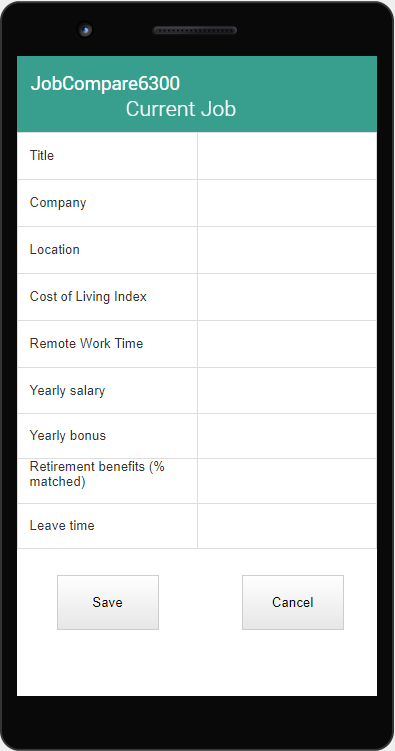 JobCompare6300
Current Job
Title
Company
Location
Cost of Living Index
Remote Work Time
Yearly salary
Yearly bonus
Retirement benefits (%
matched)
Leave time
Save Cancel